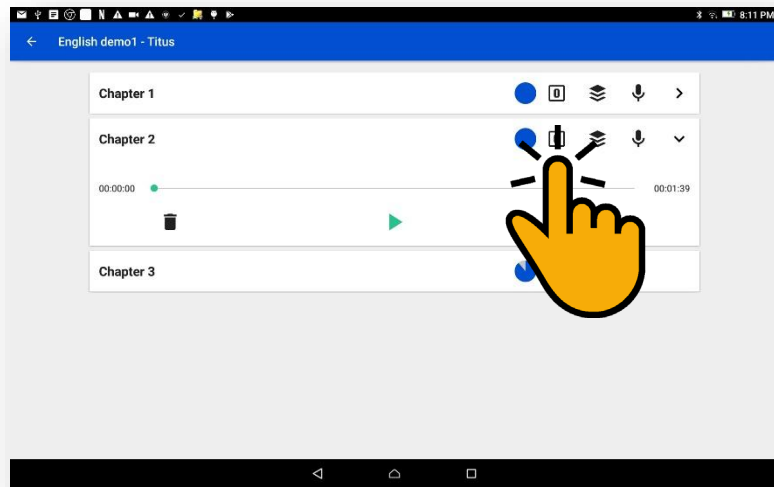 8:11 PM
English demo1 - Titus
Chapter 1
0
Chapter 2
00:00:00
00:01:39
Chapter 3